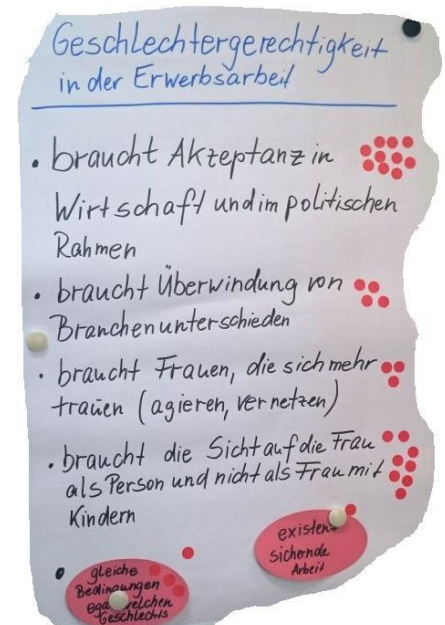 Geschlechtergerechtigkeit
in der Erwerbsarbeit
• braucht Akzeptanz in
Wirtschaft und im politischen
Rahmen
• braucht Überwindung von
Branchenunterschieden
• braucht Frauen, die sich mehr
trauen (agieren, vernetzen)
• braucht die Sicht auf die Frau
als Person und nicht als Frau mit
Kindern
existenz
sichernde
Arbeit
• gleiche
Bedingungen
egal welchen
Geschlechts